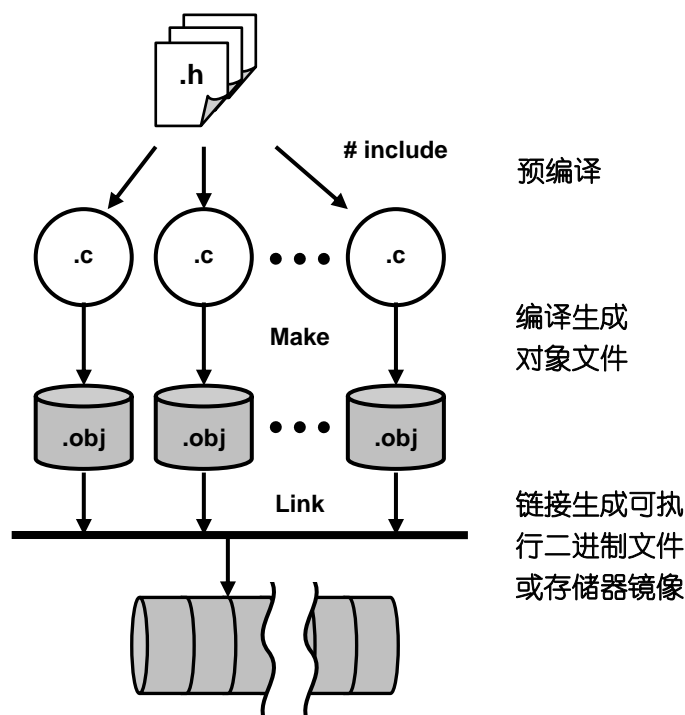 .h
# include
预编译
.c
.c
.c
Make
编译生成
对象文件
.obj
.obj
.obj
Link
链接生成可执
行二进制文件
或存储器镜像